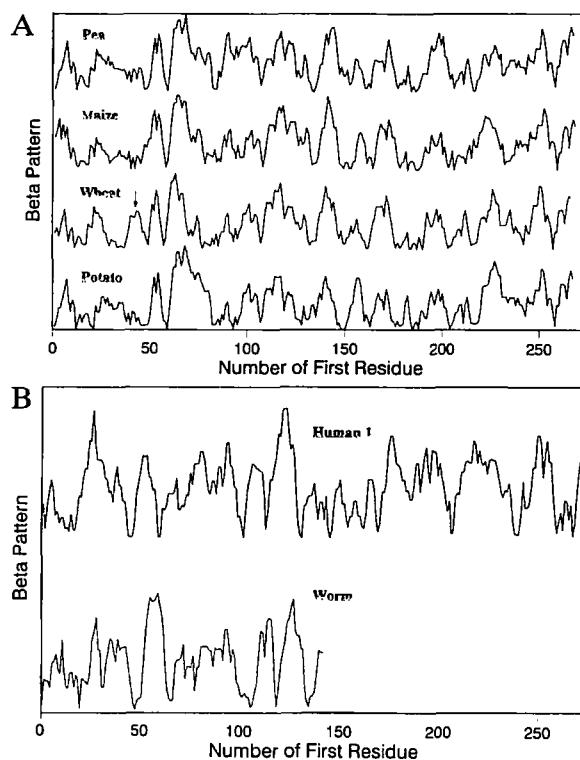 A
Pea
Maize
Wheat
Potato
Beta Pattern
0 50 100 150 200 250
Number of First Residue
B
Human 1
Worm
Beta Pattern
0 50 100 150 200 250
Number of First Residue